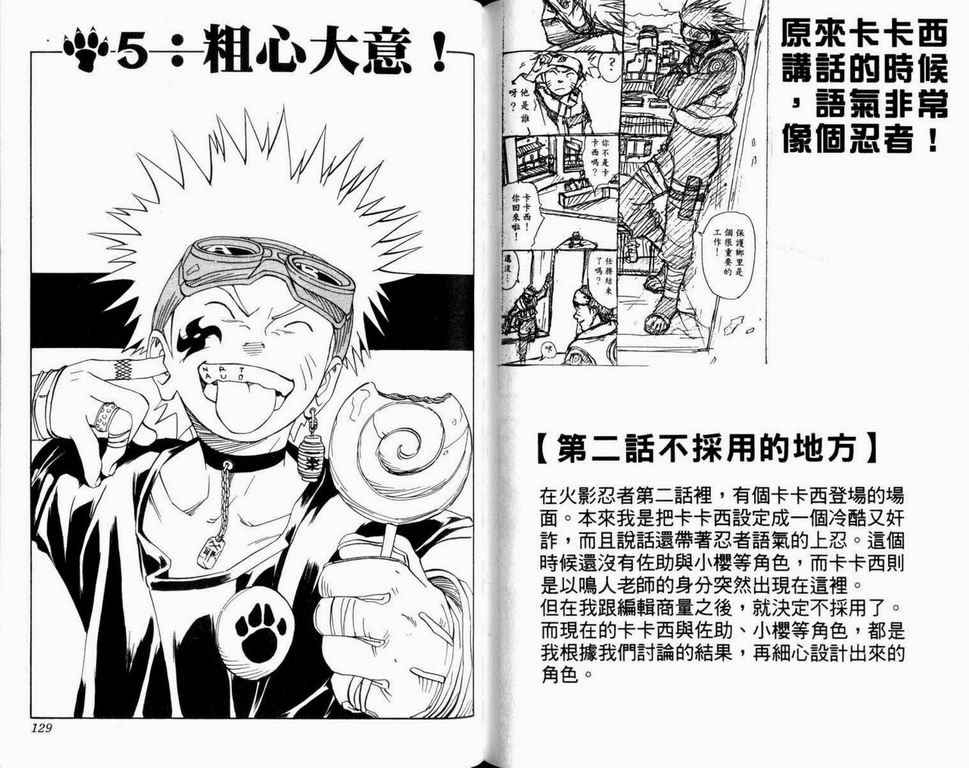 原來卡卡西
講話的時候
，語氣非常
像個忍者！
？
他是誰
呀？
你不是卡
卡西嗎？
卡卡西！
你回來啦！
保護鄉里是
個很重要的
工作！
任務結束
了嗎？
【第二話不採用的地方】
在火影忍者第二話裡，有個卡卡西登場的場
面。本來我是把卡卡西設定成一個冷酷又奸
詐，而且說話還帶著忍者語氣的上忍。這個
時候還沒有佐助與小櫻等角色，而卡卡西則
是以鳴人老師的身分突然出現在這裡。
但在我跟編輯商量之後，就決定不採用了。
而現在的卡卡西與佐助、小櫻等角色，都是
我根據我們討論的結果，再細心設計出來的
角色。
5：粗心大意！
NARUTO
129